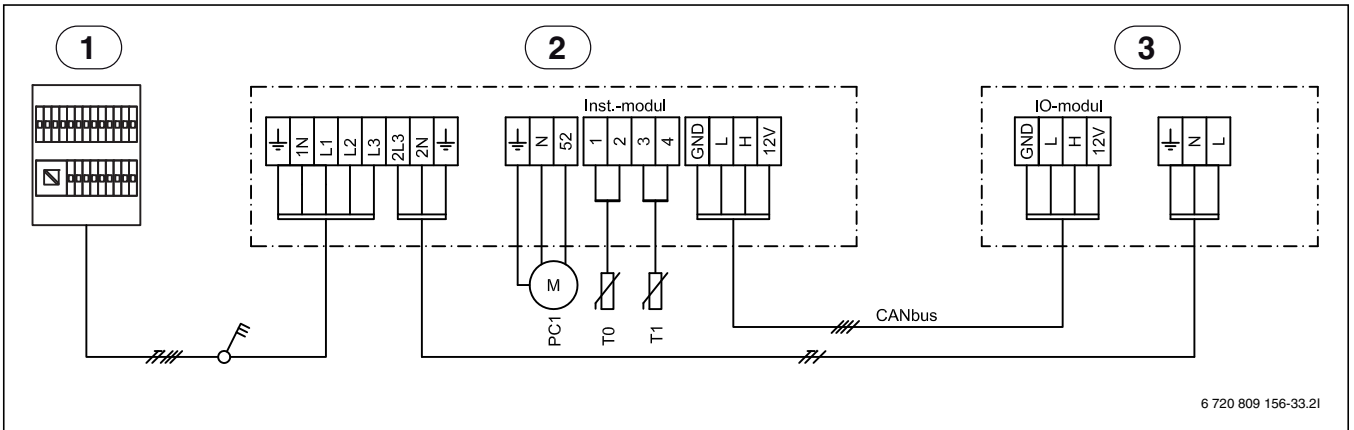 1
2
3
Inst.-modul
IO-modul
1N
L1
L2
L3
2L3
2N
N
52
1
2
3
4
GND
L
H
12V
GND
L
H
12V
N
L
M
PC1
T0
T1
CANbus
6 720 809 156-33.2I